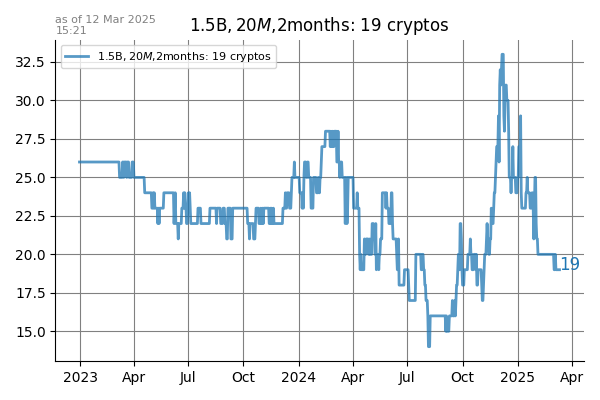 as of 12 Mar 2025
15:21
1.5B, 20M,2months: 19 cryptos
1.5B, 20M,2months: 19 cryptos
32.5
30.0
27.5
25.0
22.5
20.0
17.5
15.0
19
2023 Apr Jul Oct 2024 Apr Jul Oct 2025 Apr